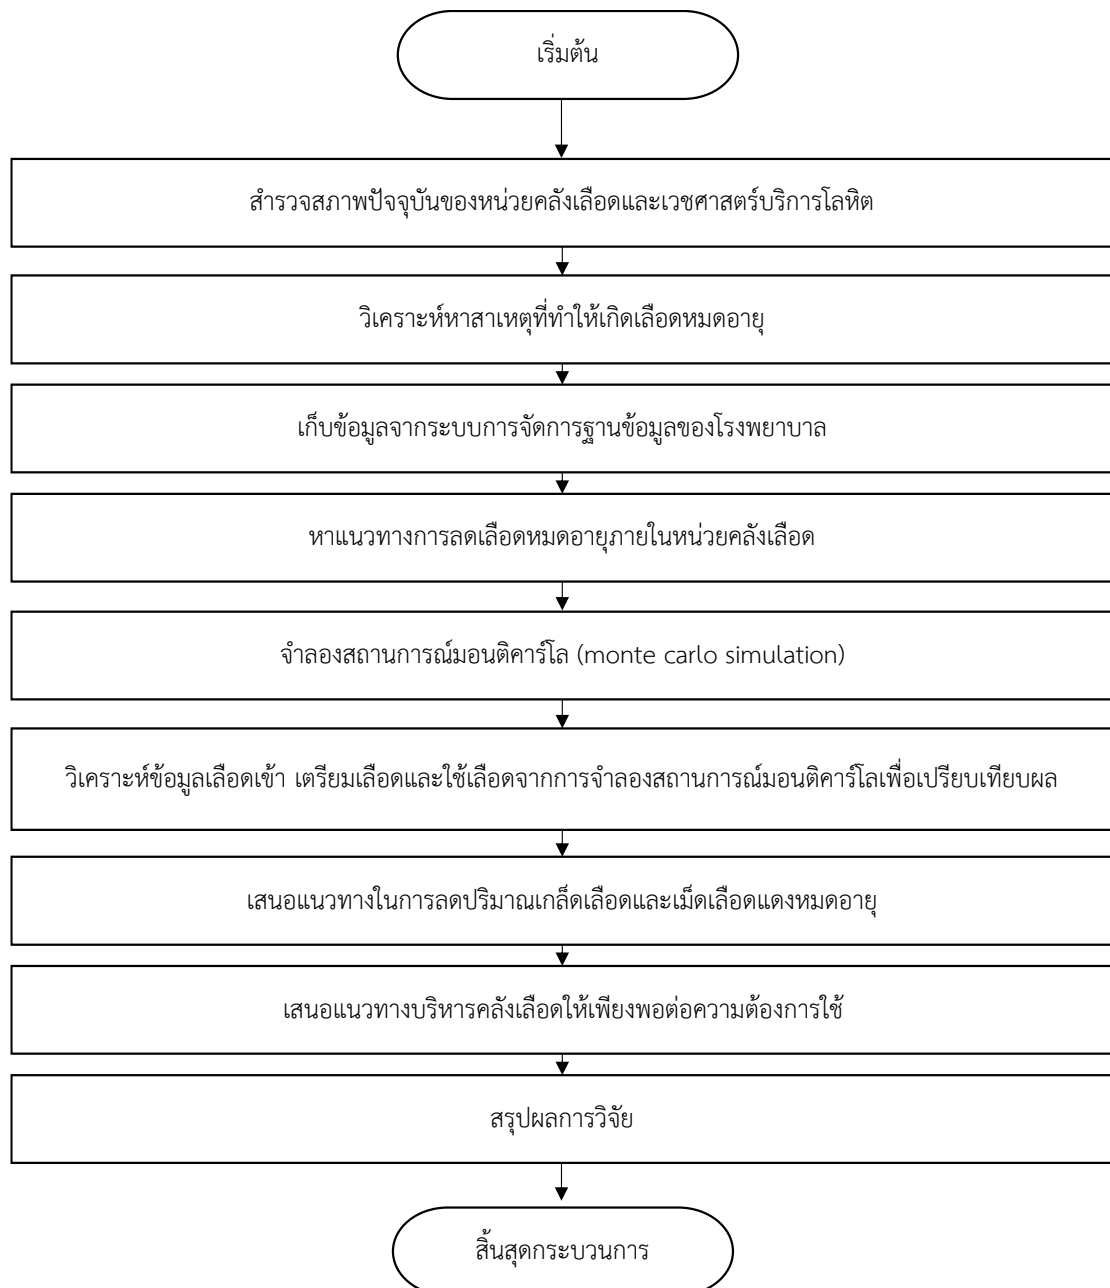 เริ่มต้น
สำรวจสภาพปัจจุบันของหน่วยคลังเลือดและเวชศาสตร์บริการโลหิต
วิเคราะห์หาสาเหตุที่ทำให้เกิดเลือดหมดอายุ
เก็บข้อมูลจากระบบการจัดการฐานข้อมูลของโรงพยาบาล
หาแนวทางการลดเลือดหมดอายุภายในหน่วยคลังเลือด
จำลองสถานการณ์มอนติคาร์โล (monte carlo simulation)
วิเคราะห์ข้อมูลเลือดเข้า เตรียมเลือดและใช้เลือดจากการจำลองสถานการณ์มอนติคาร์โลเพื่อเปรียบเทียบผล
เสนอแนวทางในการลดปริมาณเกล็ดเลือดและเม็ดเลือดแดงหมดอายุ
เสนอแนวทางบริหารคลังเลือดให้เพียงพอต่อความต้องการใช้
สรุปผลการวิจัย
สิ้นสุดกระบวนการ